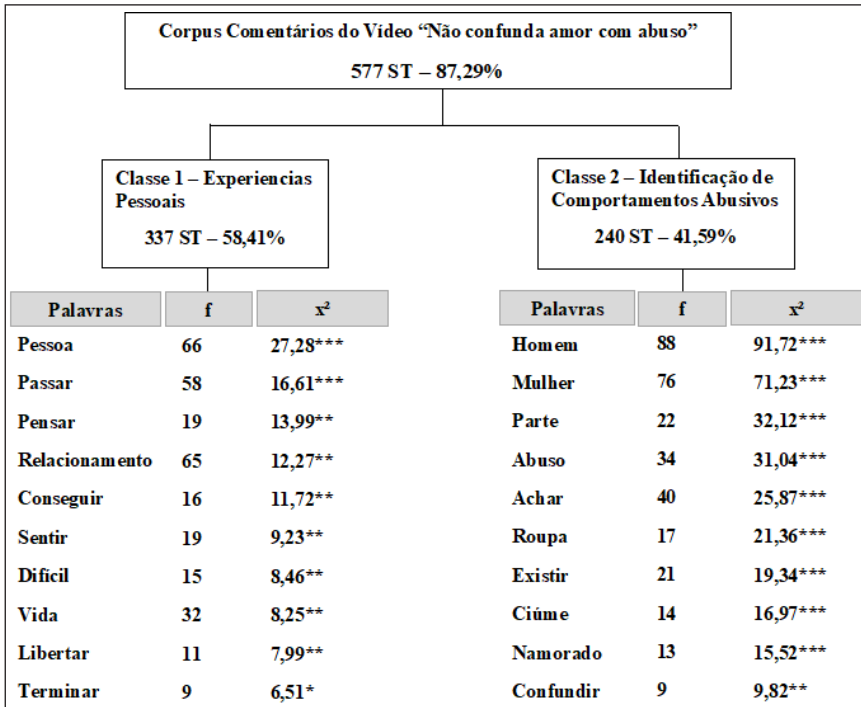 Corpus Comentários do Vídeo “Não confunda amor com abuso”
577 ST – 87,29%
Classe 1 – Experiencias
Pessoais
337 ST – 58,41%
Classe 2 – Identificação de
Comportamentos Abusivos
240 ST – 41,59%
Palavras f x²
Pessoa 66 27,28***
Passar 58 16,61***
Pensar 19 13,99**
Relacionamento 65 12,27**
Conseguir 16 11,72**
Sentir 19 9,23**
Difícil 15 8,46**
Vida 32 8,25**
Libertar 11 7,99**
Terminar 9 6,51*
Palavras f x²
Homem 88 91,72***
Mulher 76 71,23***
Parte 22 32,12***
Abuso 34 31,04***
Achar 40 25,87***
Roupa 17 21,36***
Existir 21 19,34***
Ciúme 14 16,97***
Namorado 13 15,52***
Confundir 9 9,82**